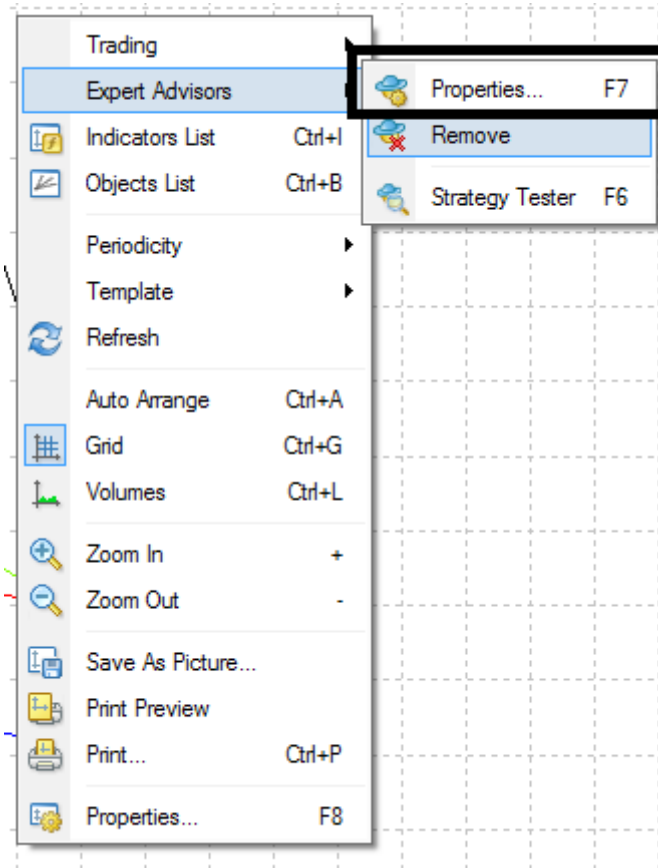 Trading
Expert Advisors
Properties... F7
Remove
Strategy Tester F6
Indicators List Ctrl+I
Objects List Ctrl+B
Periodicity
Template
Refresh
Auto Arrange Ctrl+A
Grid Ctrl+G
Volumes Ctrl+L
Zoom In +
Zoom Out -
Save As Picture...
Print Preview
Print... Ctrl+P
Properties... F8